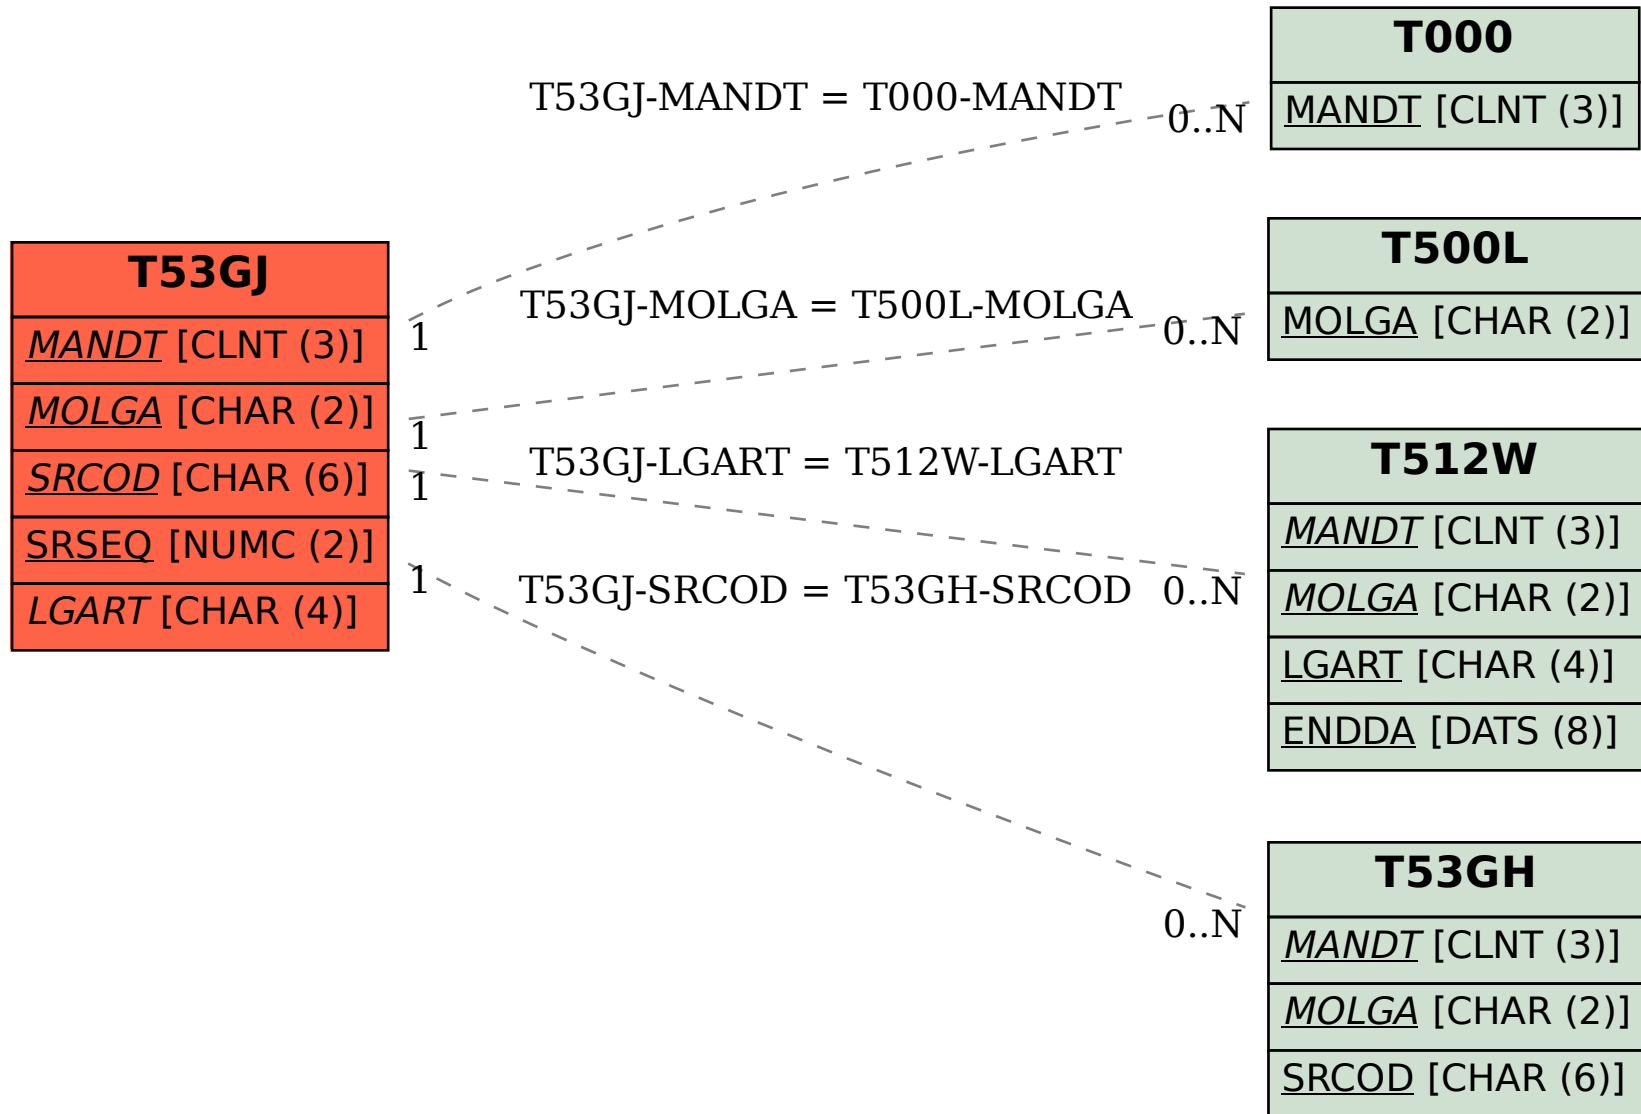 T53GJ
MANDT [CLNT (3)]
MOLGA [CHAR (2)]
SRCOD [CHAR (6)]
SRSEQ [NUMC (2)]
LGART [CHAR (4)]
T53GJ-MANDT = T000-MANDT
1
0..N
T53GJ-MOLGA = T500L-MOLGA
1
0..N
T53GJ-LGART = T512W-LGART
1
0..N
T53GJ-SRCOD = T53GH-SRCOD
1
0..N
T000
MANDT [CLNT (3)]
T500L
MOLGA [CHAR (2)]
T512W
MANDT [CLNT (3)]
MOLGA [CHAR (2)]
LGART [CHAR (4)]
ENDDA [DATS (8)]
T53GH
MANDT [CLNT (3)]
MOLGA [CHAR (2)]
SRCOD [CHAR (6)]